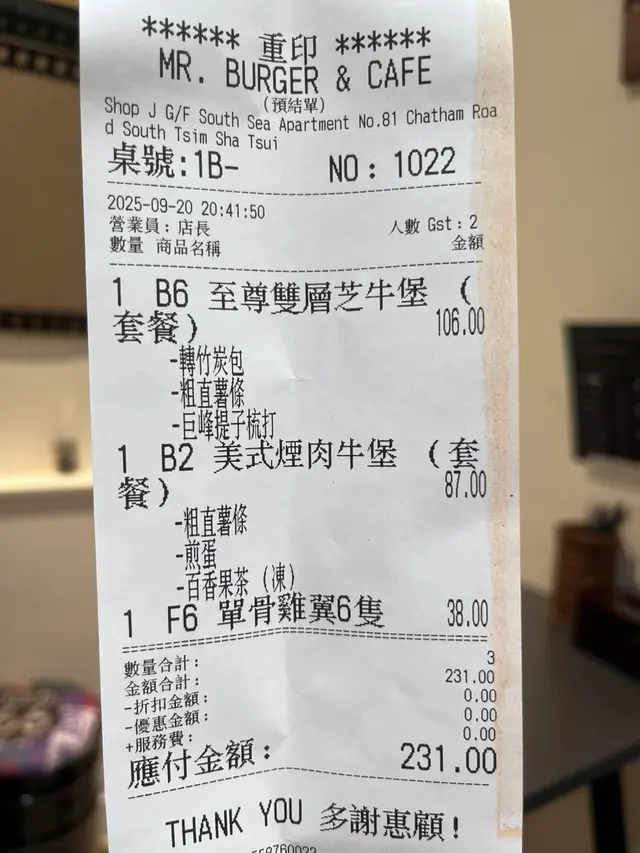 ****** 重印 ******
MR. BURGER & CAFE
(預結單)
Shop J G/F South Sea Apartment No.81 Chatham Roa
d South Tsim Sha Tsui
桌號:1B- NO: 1022
2025-09-20 20:41:50
營業員: 店長 人數 Gst: 2
數量 商品名稱 金額
1 B6 至尊雙層芝牛堡 (
套餐) 106.00
-轉竹炭包
-粗直薯條
-巨峰提子梳打
1 B2 美式煙肉牛堡 (套
餐) 87.00
-粗直薯條
-煎蛋
-百香果茶 (凍)
1 F6 單骨雞翼6隻 38.00
數量合計: 3
金額合計: 231.00
-折扣金額: 0.00
-優惠金額: 0.00
+服務費: 0.00
應付金額: 231.00
THANK YOU 多謝惠顧!